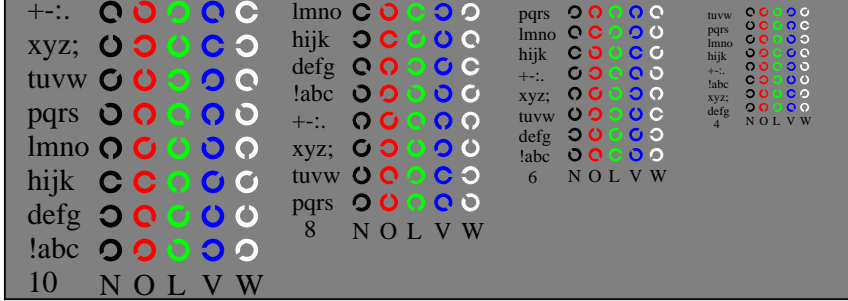 +-:.
xyz;
tuvw
pqrs
lmno
hijk
defg
!abc
10 N O L V W
lmno
hijk
defg
!abc
+-:.
xyz;
tuvw
pqrs
8 N O L V W
pqrs
lmno
hijk
+-:.
xyz;
tuvw
defg
!abc
6 N O L V W
tuvw
pqrs
lmno
hijk
+-:.
!abc
xyz;
defg
4 N O L V W